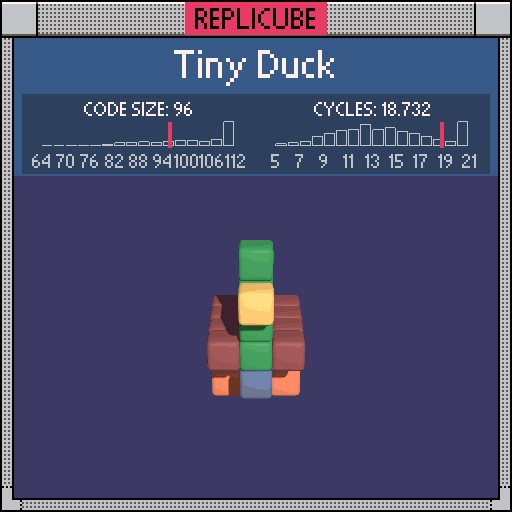 REPLICUBE
Tiny Duck
CODE SIZE: 96
CYCLES: 18.732
64 70 76 82 88 94100106112
5 7 9 11 13 15 17 19 21